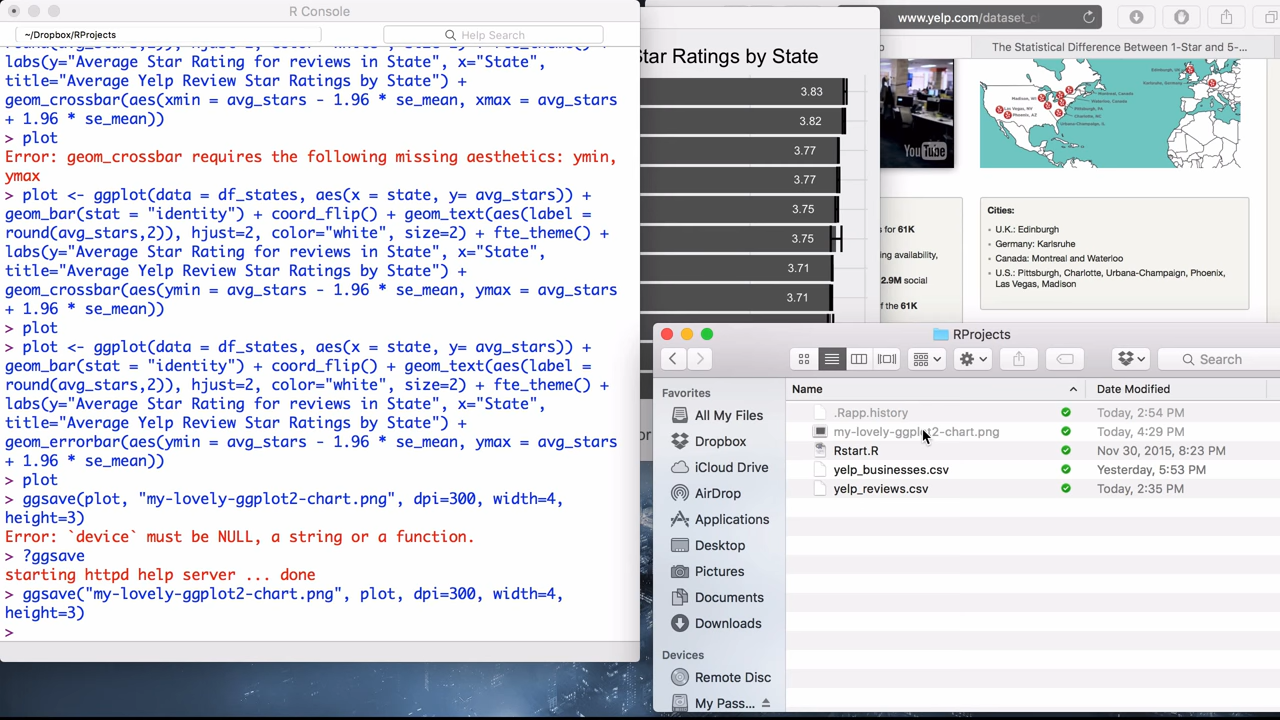 R Console
~/Dropbox/RProjects
Help Search
labs(y="Average Star Rating for reviews in State", x="State",
title="Average Yelp Review Star Ratings by State") +
geom_crossbar(aes(xmin = avg_stars - 1.96 * se_mean, xmax = avg_stars
+ 1.96 * se_mean))
> plot
Error: geom_crossbar requires the following missing aesthetics: ymin,
ymax
> plot <- ggplot(data = df_states, aes(x = state, y= avg_stars)) +
geom_bar(stat = "identity") + coord_flip() + geom_text(aes(label =
round(avg_stars,2)), hjust=2, color="white", size=2) + fte_theme() +
labs(y="Average Star Rating for reviews in State", x="State",
title="Average Yelp Review Star Ratings by State") +
geom_crossbar(aes(ymin = avg_stars - 1.96 * se_mean, ymax = avg_stars
+ 1.96 * se_mean))
> plot
> plot <- ggplot(data = df_states, aes(x = state, y= avg_stars)) +
geom_bar(stat = "identity") + coord_flip() + geom_text(aes(label =
round(avg_stars,2)), hjust=2, color="white", size=2) + fte_theme() +
labs(y="Average Star Rating for reviews in State", x="State",
title="Average Yelp Review Star Ratings by State") +
geom_errorbar(aes(ymin = avg_stars - 1.96 * se_mean, ymax = avg_stars
+ 1.96 * se_mean))
> plot
> ggsave(plot, "my-lovely-ggplot2-chart.png", dpi=300, width=4,
height=3)
Error: `device` must be NULL, a string or a function.
> ?ggsave
starting httpd help server ... done
> ggsave("my-lovely-ggplot2-chart.png", plot, dpi=300, width=4,
height=3)
>
Star Ratings by State
3.83
3.82
3.77
3.77
3.75
3.75
3.71
3.71
www.yelp.com/dataset_c
The Statistical Difference Between 1-Star and 5-...
YouTube
s for 61K
ing availability,
2.9M social
f the 61K
Cities:
U.K.: Edinburgh
Germany: Karlsruhe
Canada: Montreal and Waterloo
U.S.: Pittsburgh, Charlotte, Urbana-Champaign, Phoenix,
Las Vegas, Madison
RProjects
Search
Favorites
All My Files
Dropbox
iCloud Drive
AirDrop
Applications
Desktop
Pictures
Documents
Downloads
Devices
Remote Disc
My Pass...
Name Date Modified
.Rapp.history Today, 2:54 PM
my-lovely-ggplot2-chart.png Today, 4:29 PM
Rstart.R Nov 30, 2015, 8:23 PM
yelp_businesses.csv Yesterday, 5:53 PM
yelp_reviews.csv Today, 2:35 PM